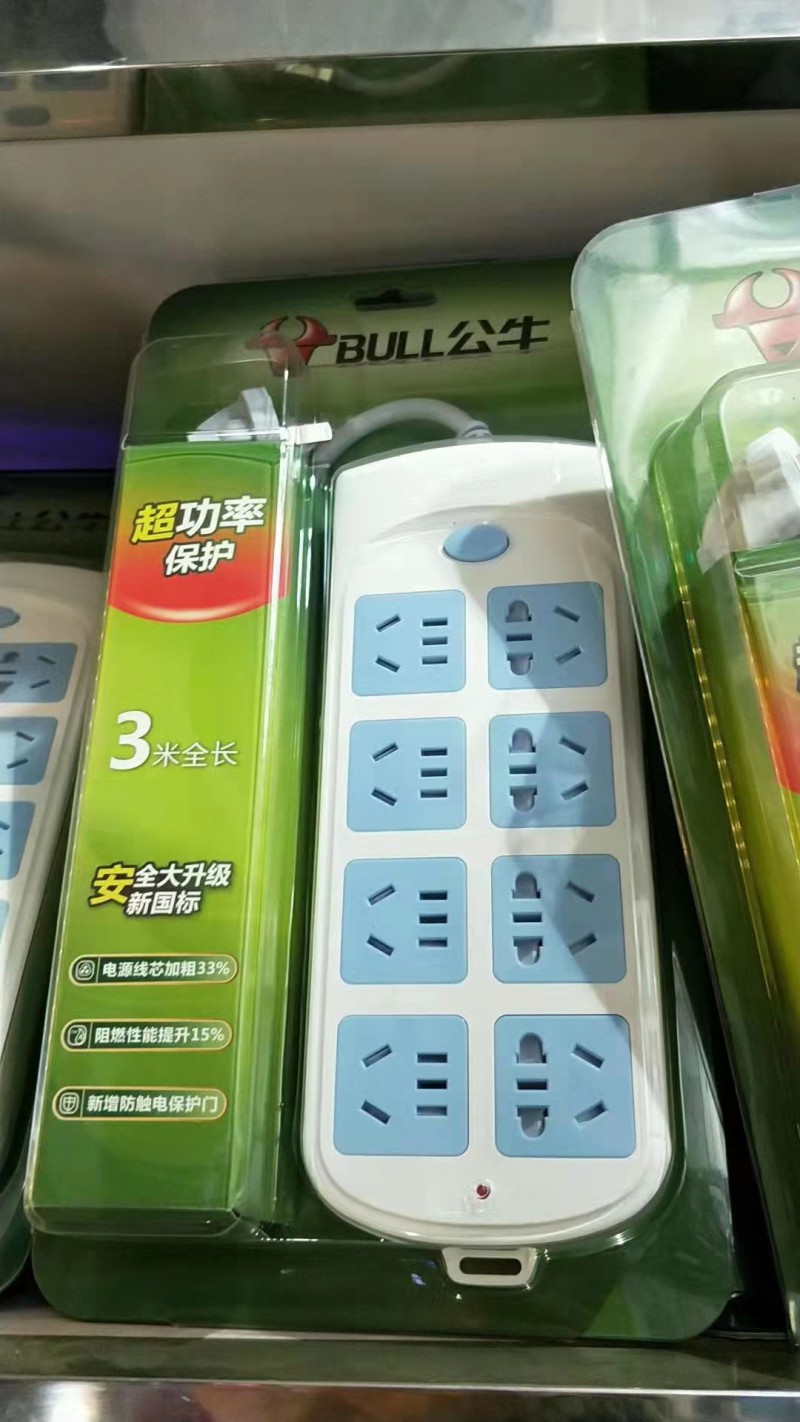 BULL公牛
超功率
保护
3米全长
安全大升级
新国标
电源线芯加粗33%
阻燃性能提升15%
新增防触电保护门